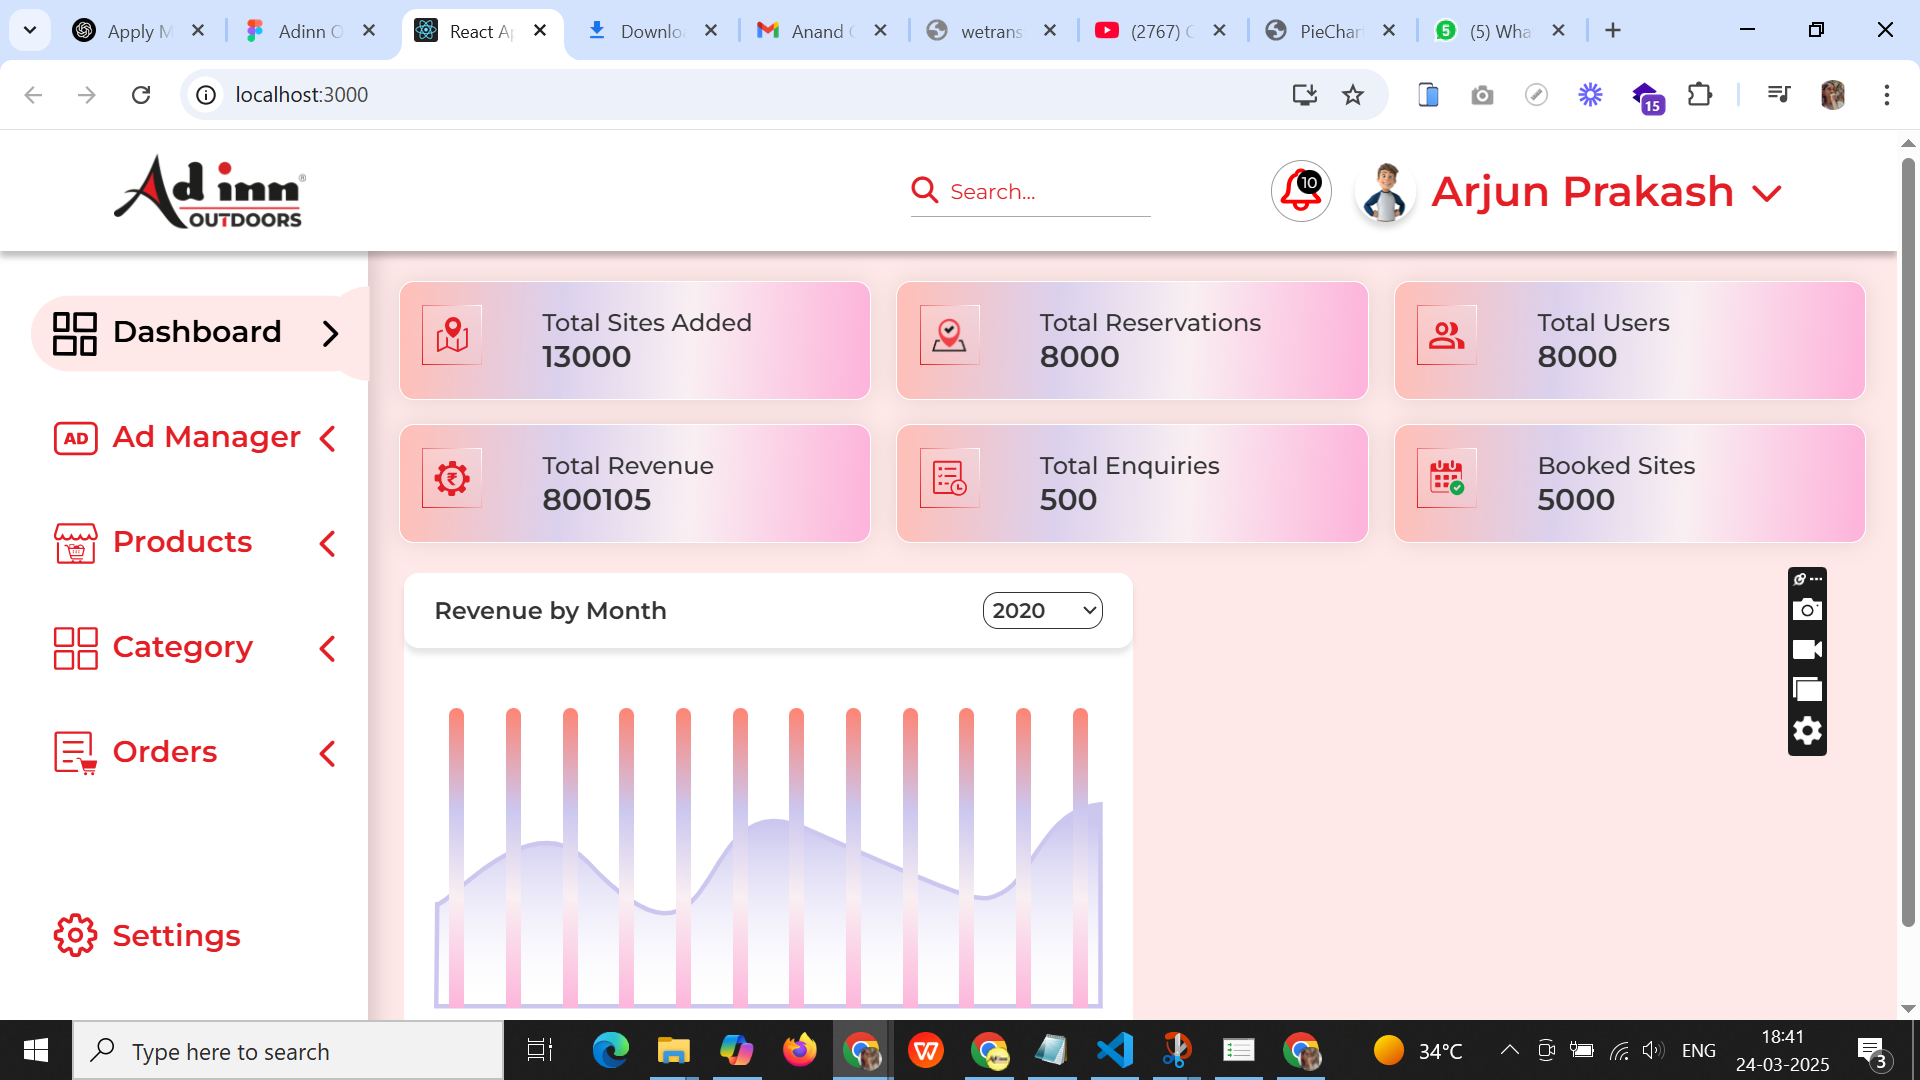 Apply M
Adinn O
React Ap
Downlo
Anand
wetrans
(2767)
PieChar
5
(5) Wha
localhost:3000
15
Ad inn®
OUTDOORS
Search...
10
Arjun Prakash
Dashboard
AD
Ad Manager
Products
Category
Orders
Settings
Total Sites Added
13000
Total Reservations
8000
Total Users
8000
Total Revenue
800105
Total Enquiries
500
Booked Sites
5000
Revenue by Month
2020
Type here to search
34°C
ENG
18:41
24-03-2025
3